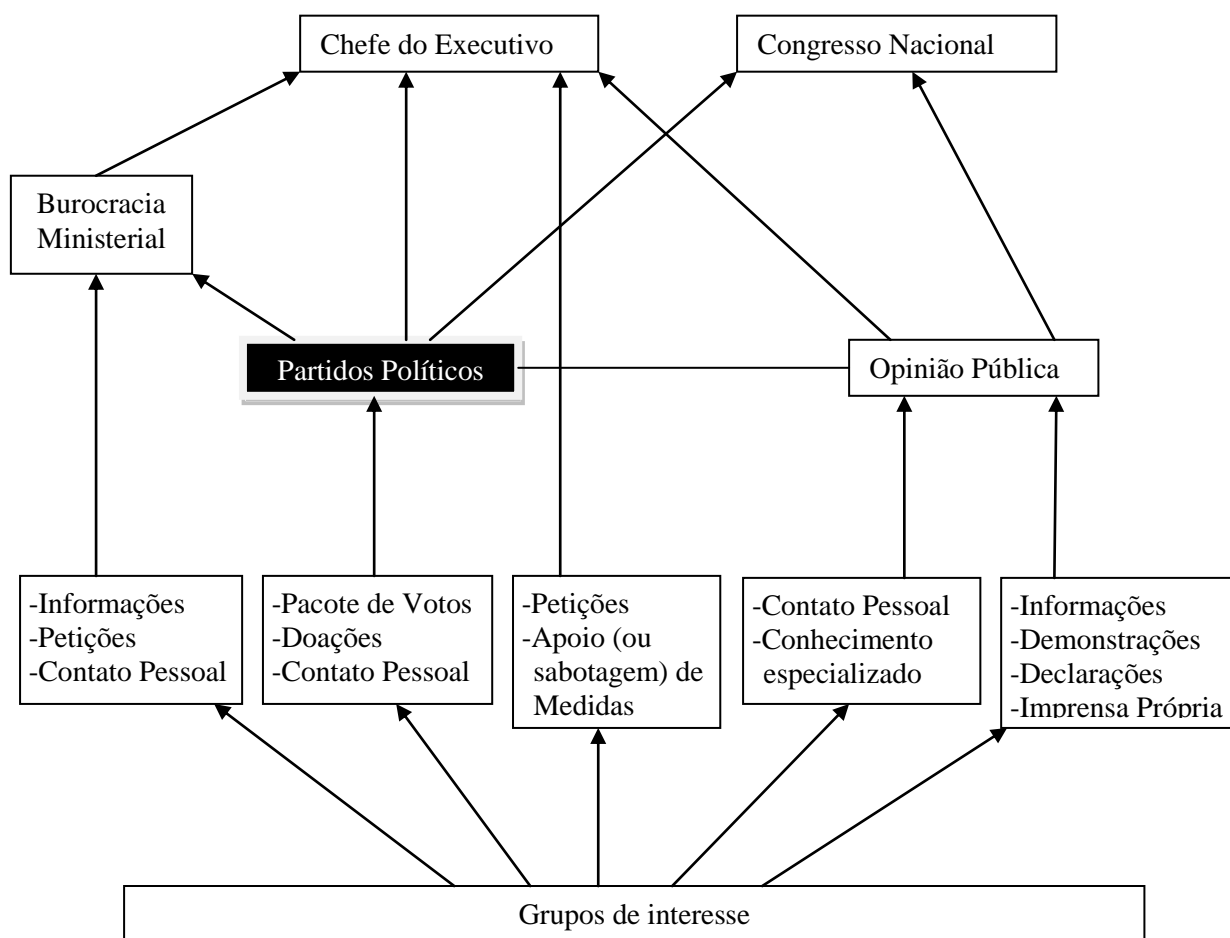 Chefe do Executivo
Congresso Nacional
Burocracia
Ministerial
Partidos Políticos
Opinião Pública
-Informações
-Petições
-Contato Pessoal
-Pacote de Votos
-Doações
-Contato Pessoal
-Petições
-Apoio (ou
sabotagem) de
Medidas
-Contato Pessoal
-Conhecimento
especializado
-Informações
-Demonstrações
-Declarações
-Imprensa Própria
Grupos de interesse